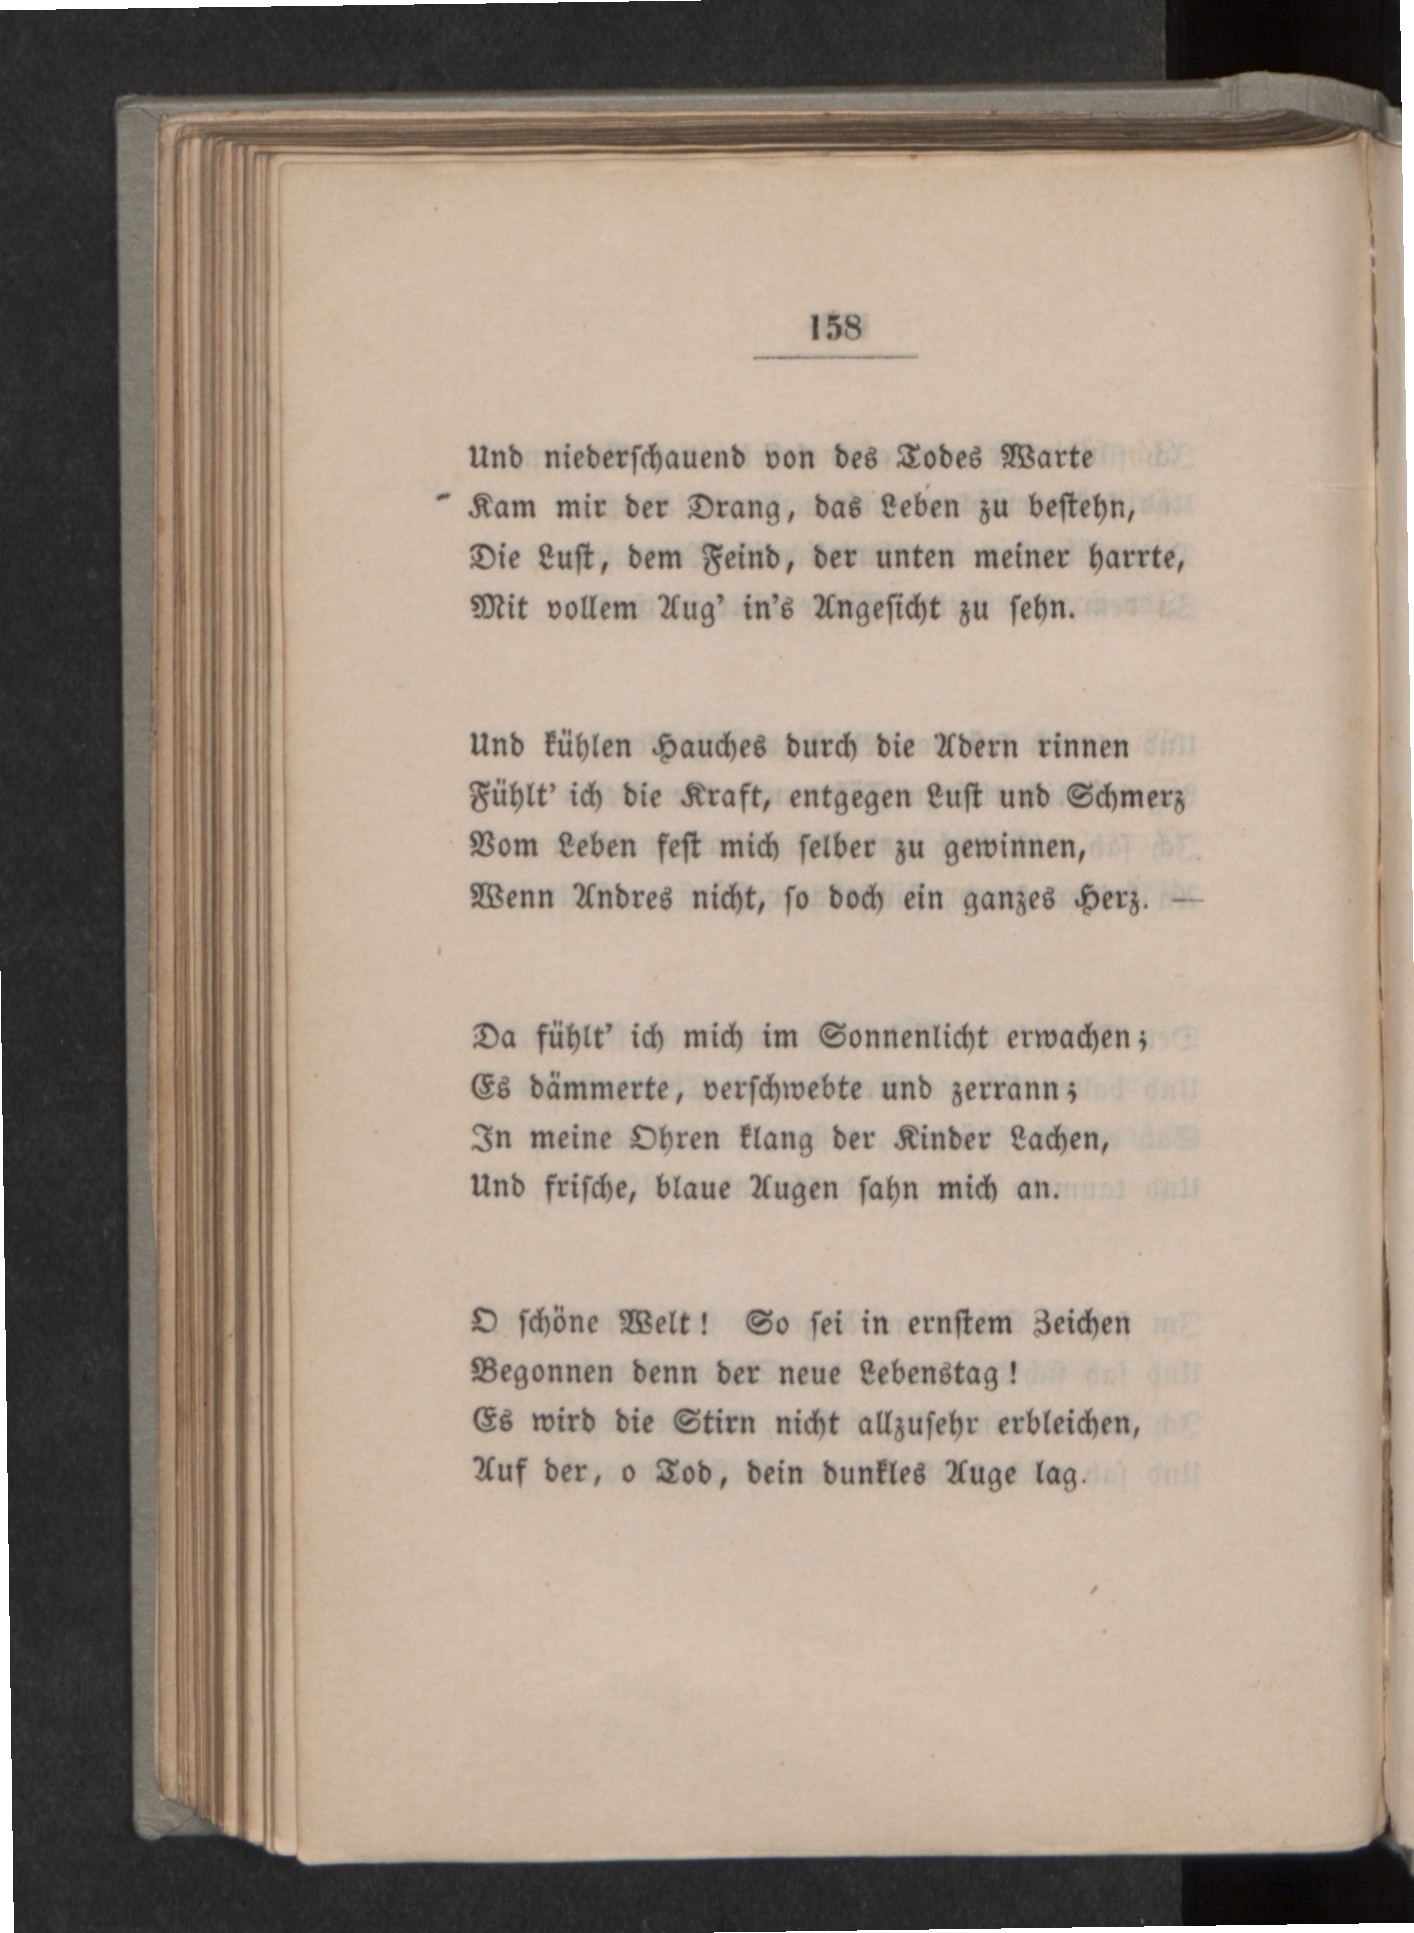 158
Und niederſchauend von des Todes Warte
Kam mir der Drang, das Leben zu beſtehn,
Die Luſt, dem Feind, der unten meiner harrte,
Mit vollem Aug’ in’s Angeſicht zu ſehn.
Und kühlen Hauches durch die Adern rinnen
Fühlt’ ich die Kraft, entgegen Luſt und Schmerz
Vom Leben feſt mich ſelber zu gewinnen,
Wenn Andres nicht, ſo doch ein ganzes Herz. —
Da fühlt’ ich mich im Sonnenlicht erwachen;
Es dämmerte, verſchwebte und zerrann;
In meine Ohren klang der Kinder Lachen,
Und friſche, blaue Augen ſahn mich an.
O ſchöne Welt! So ſei in ernſtem Zeichen
Begonnen denn der neue Lebenstag!
Es wird die Stirn nicht allzuſehr erbleichen,
Auf der, o Tod, dein dunkles Auge lag.